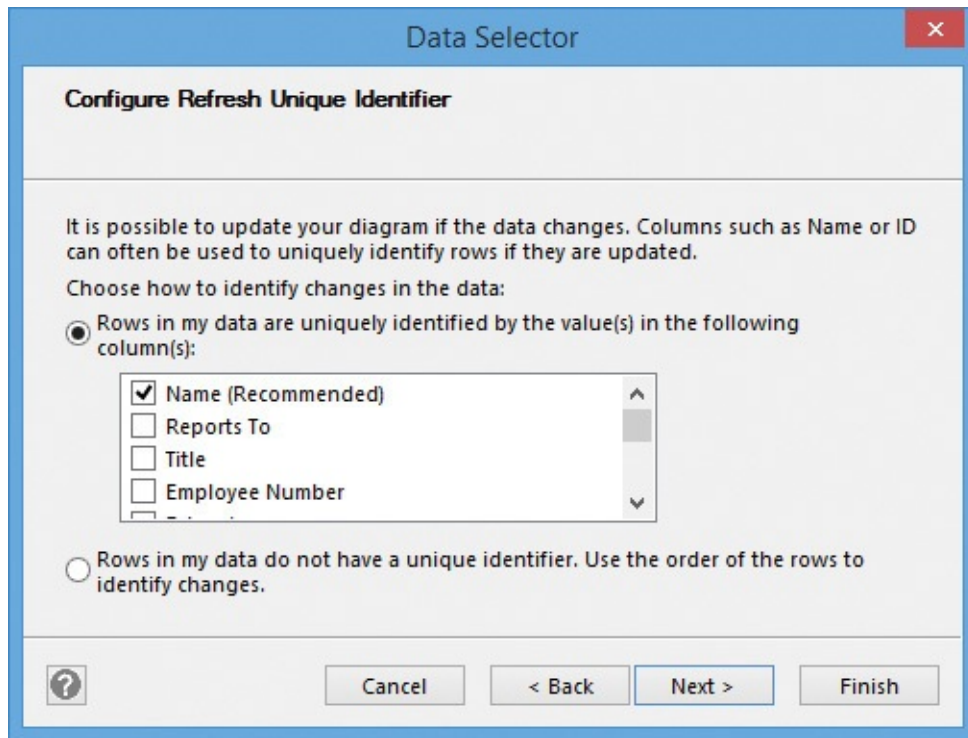 Data Selector
Configure Refresh Unique Identifier
It is possible to update your diagram if the data changes. Columns such as Name or ID
can often be used to uniquely identify rows if they are updated.
Choose how to identify changes in the data:
Rows in my data are uniquely identified by the value(s) in the following
column(s):
Name (Recommended)
Reports To
Title
Employee Number
Rows in my data do not have a unique identifier. Use the order of the rows to
identify changes.
?
Cancel
< Back
Next >
Finish